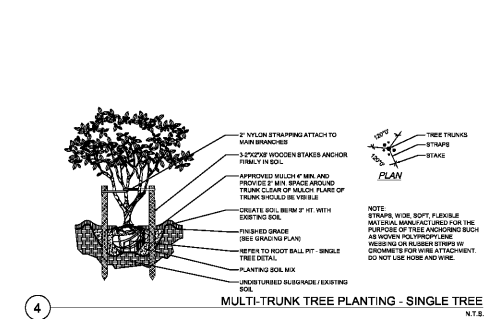 2" NYLON STRAPPING ATTACH TO
MAIN BRANCHES
3-2"X2"X8' WOODEN STAKES ANCHOR
FIRMLY IN SOIL
APPROVED MULCH 4" MIN. AND
PROVIDE 2" MIN. SPACE AROUND
TRUNK CLEAR OF MULCH. FLARE OF
TRUNK SHOULD BE VISIBLE
CREATE SOIL BERM 3" HT. WITH
EXISTING SOIL
FINISHED GRADE
(SEE GRADING PLAN)
REFER TO ROOT BALL PIT - SINGLE
TREE DETAIL
PLANTING SOIL MIX
UNDISTURBED SUBGRADE / EXISTING
SOIL
120°
120°
TREE TRUNKS
STRAPS
STAKE
PLAN
NOTE:
STRAPS, WIDE, SOFT, FLEXIBLE
MATERIAL MANUFACTURED FOR THE
PURPOSE OF TREE ANCHORING SUCH
AS WOVEN POLYPROPYLENE
WEBBING OR RUBBER STRIPS W/
GROMMETS FOR WIRE ATTACHMENT.
DO NOT USE HOSE AND WIRE.
4
MULTI-TRUNK TREE PLANTING - SINGLE TREE
N.T.S.